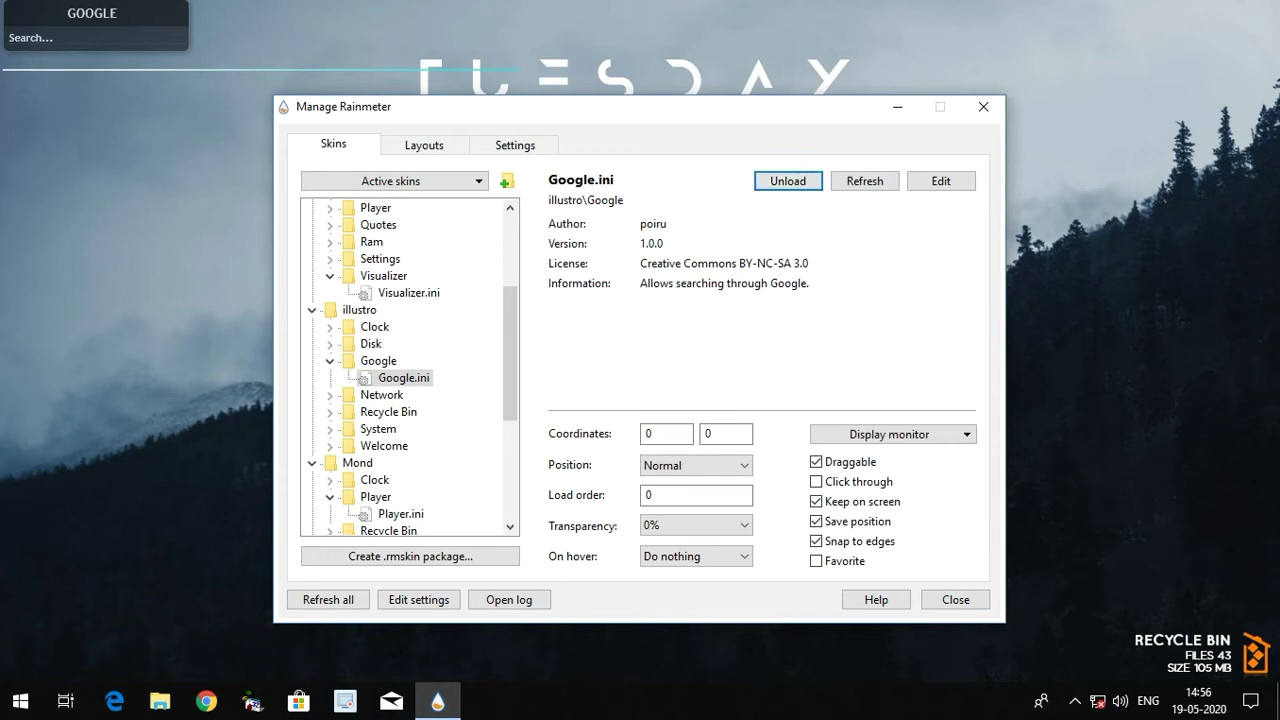 GOOGLE
Search...
TUESDAY
Manage Rainmeter
Skins
Layouts
Settings
Active skins
Player
Quotes
Ram
Settings
Visualizer
Visualizer.ini
illustro
Clock
Disk
Google
Google.ini
Network
Recycle Bin
System
Welcome
Mond
Clock
Player
Player.ini
Recycle Bin
Create .rmskin package...
Google.ini
illustro\Google
Unload
Refresh
Edit
Author: poiru
Version: 1.0.0
License: Creative Commons BY-NC-SA 3.0
Information: Allows searching through Google.
Coordinates: 0 0
Position: Normal
Load order: 0
Transparency: 0%
On hover: Do nothing
Display monitor
Draggable
Click through
Keep on screen
Save position
Snap to edges
Favorite
Refresh all
Edit settings
Open log
Help
Close
RECYCLE BIN
FILES 43
SIZE 105 MB
ENG
14:56
19-05-2020